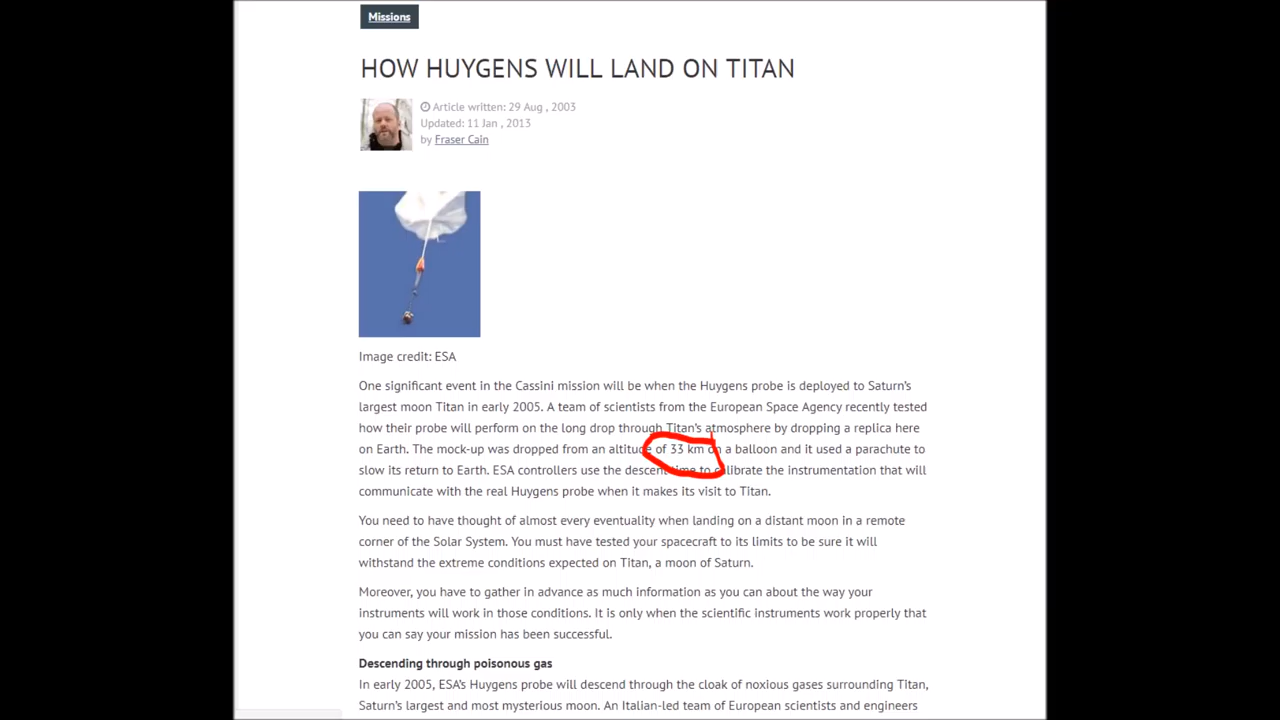 Missions
HOW HUYGENS WILL LAND ON TITAN
Article written: 29 Aug , 2003
Updated: 11 Jan , 2013
by Fraser Cain
Image credit: ESA
One significant event in the Cassini mission will be when the Huygens probe is deployed to Saturn's
largest moon Titan in early 2005. A team of scientists from the European Space Agency recently tested
how their probe will perform on the long drop through Titan's atmosphere by dropping a replica here
on Earth. The mock-up was dropped from an altitude of 33 km on a balloon and it used a parachute to
slow its return to Earth. ESA controllers use the descent time to calibrate the instrumentation that will
communicate with the real Huygens probe when it makes its visit to Titan.
You need to have thought of almost every eventuality when landing on a distant moon in a remote
corner of the Solar System. You must have tested your spacecraft to its limits to be sure it will
withstand the extreme conditions expected on Titan, a moon of Saturn.
Moreover, you have to gather in advance as much information as you can about the way your
instruments will work in those conditions. It is only when the scientific instruments work properly that
you can say your mission has been successful.
Descending through poisonous gas
In early 2005, ESA's Huygens probe will descend through the cloak of noxious gases surrounding Titan,
Saturn's largest and most mysterious moon. An Italian-led team of European scientists and engineers